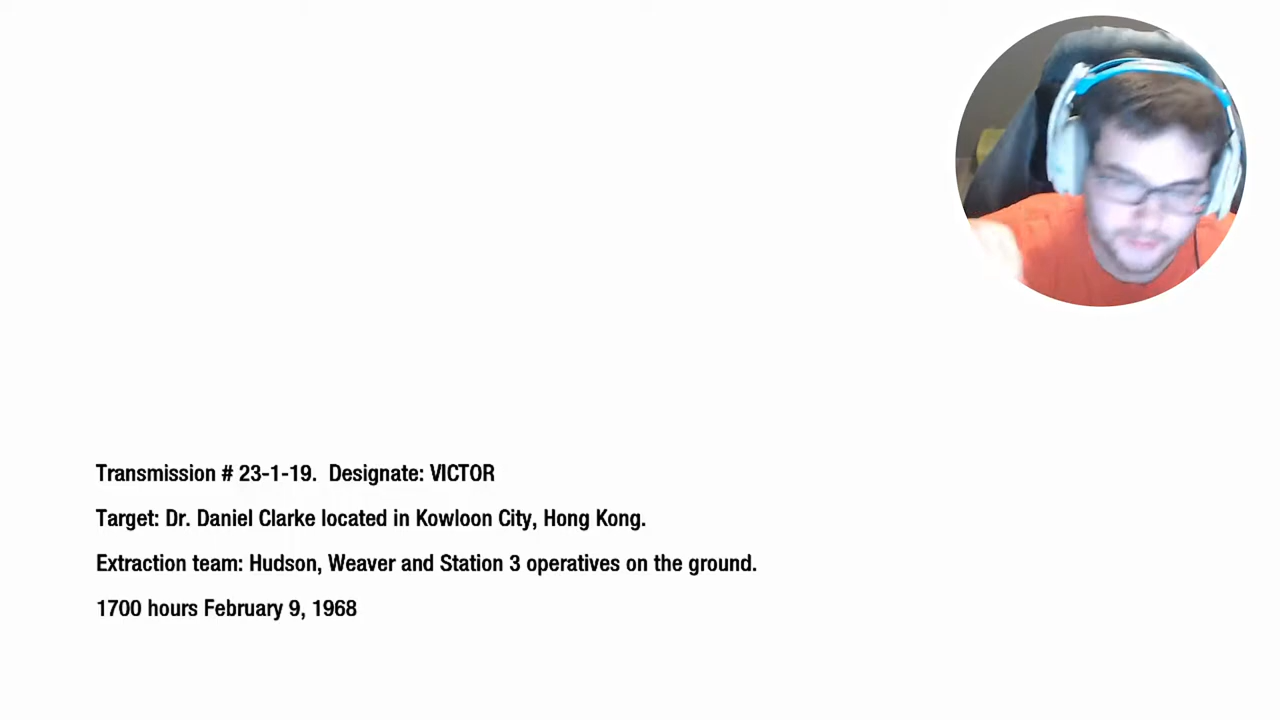 Transmission # 23-1-19.  Designate: VICTOR
Target: Dr. Daniel Clarke located in Kowloon City, Hong Kong.
Extraction team: Hudson, Weaver and Station 3 operatives on the ground.
1700 hours February 9, 1968